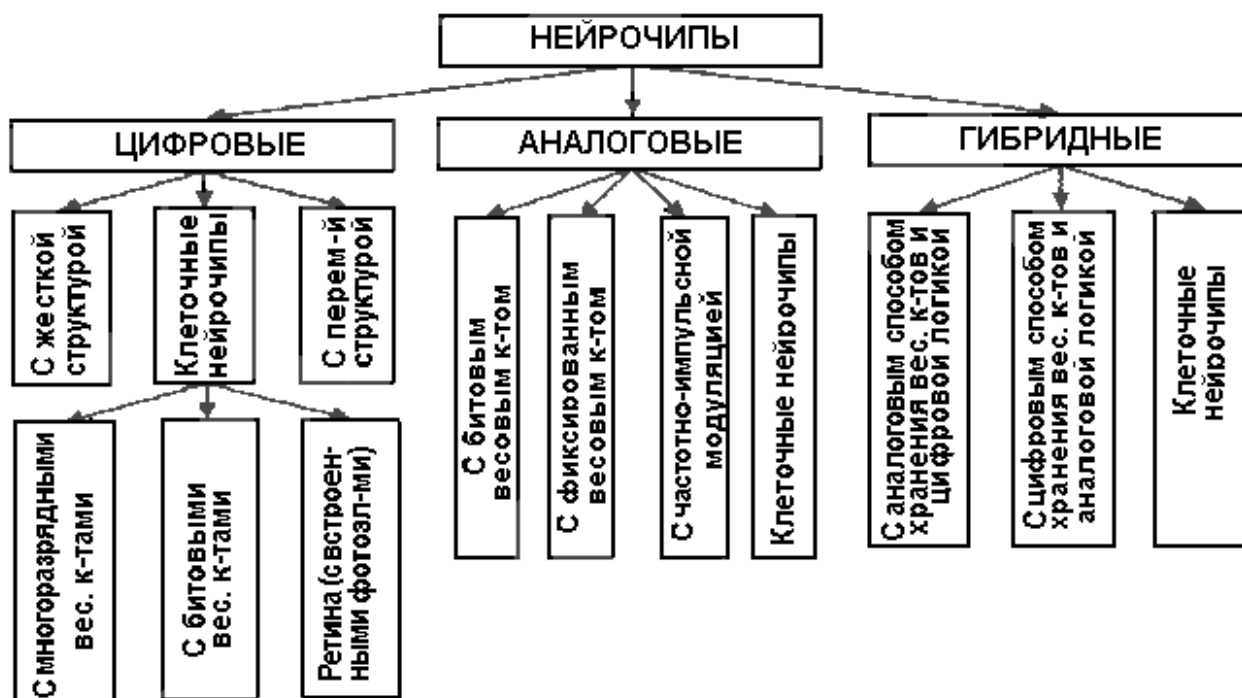 НЕЙРОЧИПЫ
ЦИФРОВЫЕ
АНАЛОГОВЫЕ
ГИБРИДНЫЕ
С жесткой
структурой
Клеточные
нейрочипы
С перем-й
структурой
С битовым
весовым к-том
С фиксированным
весовым к-том
С частотно-импульсной
модуляцией
Клеточные нейрочипы
С аналоговым способом
хранения вес. к-тов и
цифровой логикой
С цифровым способом
хранения вес. к-тов и
аналоговой логикой
Клеточные
нейрочипы
С многоразрядными
вес. к-тами
С битовыми
вес. к-тами
Ретина (с встроен-
ными фотоэл-ми)